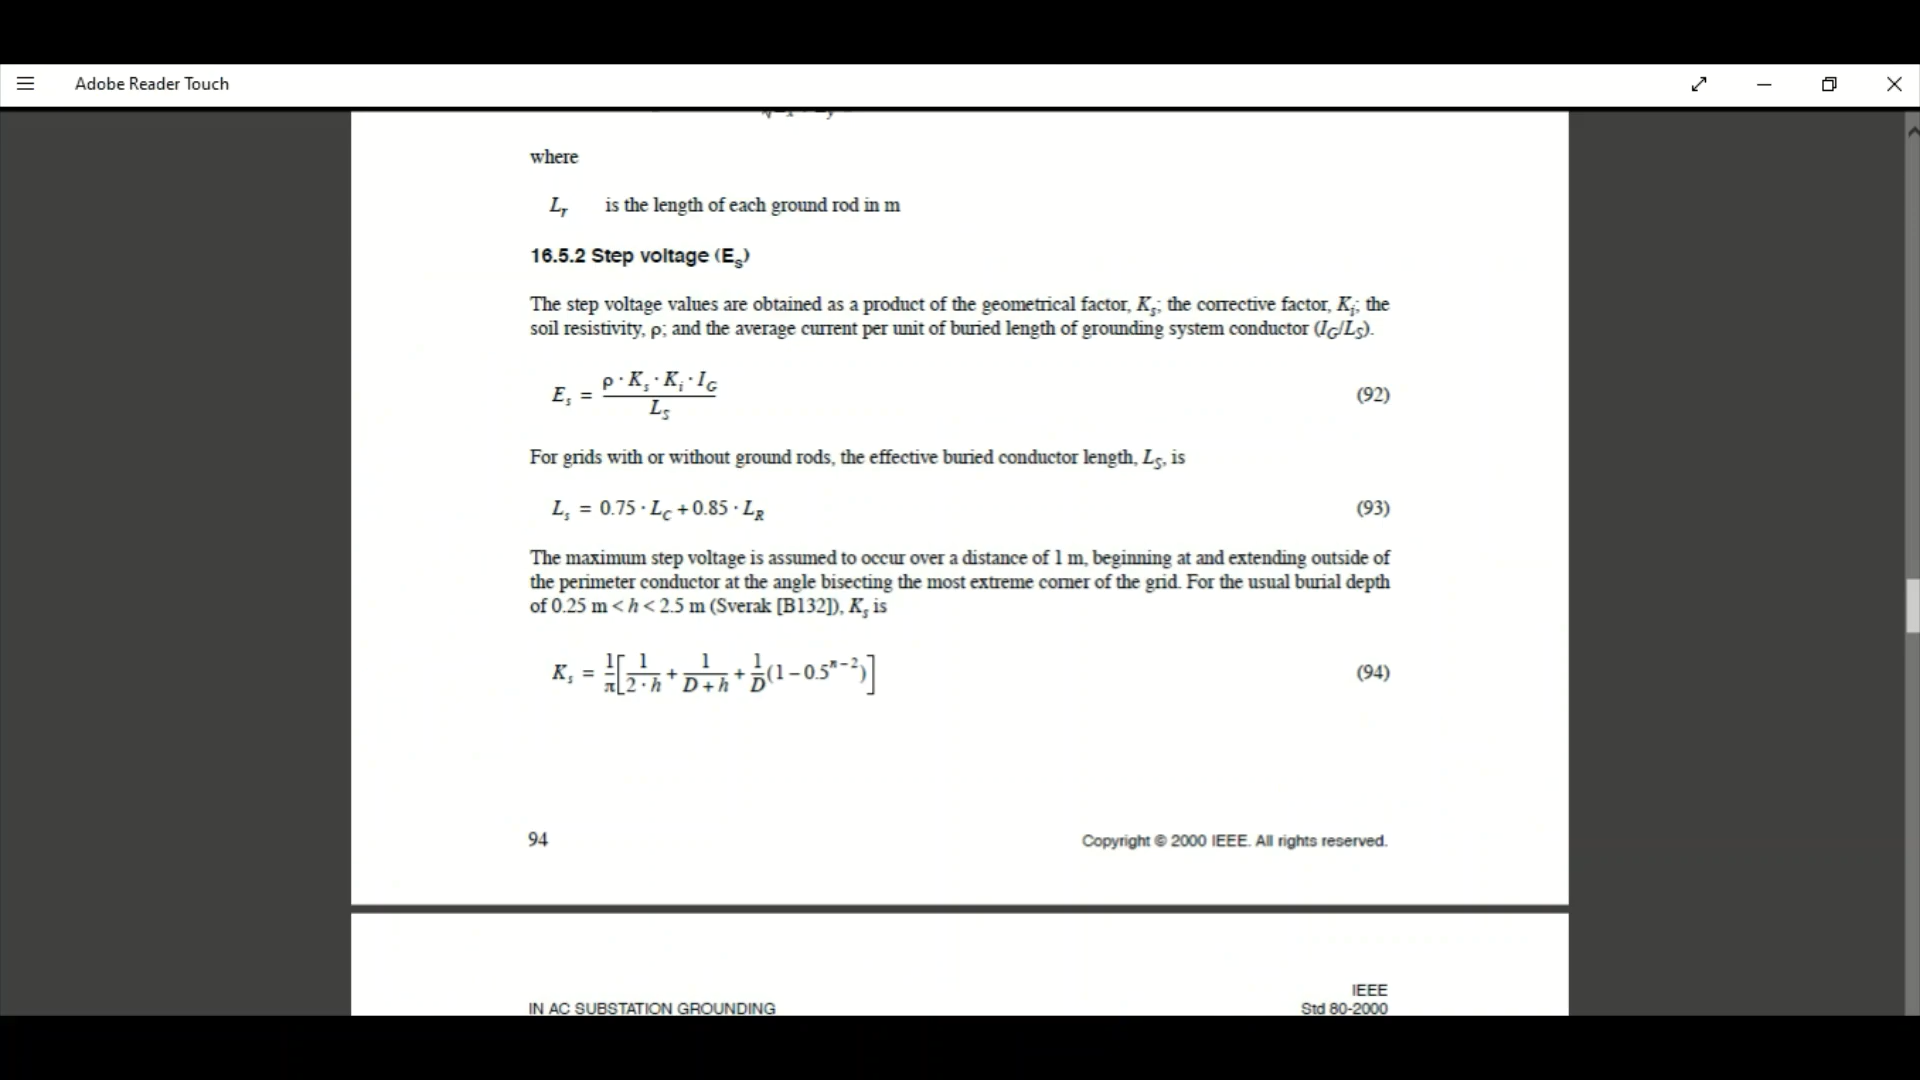 Adobe Reader Touch
where
L_r is the length of each ground rod in m
16.5.2 Step voltage (E_s)
The step voltage values are obtained as a product of the geometrical factor, K_s; the corrective factor, K_i; the
soil resistivity, ρ; and the average current per unit of buried length of grounding system conductor (I_G/L_S).
E_s = \frac{ρ · K_s · K_i · I_G}{L_S} (92)
For grids with or without ground rods, the effective buried conductor length, L_S, is
L_s = 0.75 · L_C + 0.85 · L_R (93)
The maximum step voltage is assumed to occur over a distance of 1 m, beginning at and extending outside of
the perimeter conductor at the angle bisecting the most extreme corner of the grid. For the usual burial depth
of 0.25 m < h < 2.5 m (Sverak [B132]), K_s is
K_s = \frac{1}{π}[\frac{1}{2 · h} + \frac{1}{D + h} + \frac{1}{D}(1 – 0.5^{n – 2})] (94)
94 Copyright © 2000 IEEE. All rights reserved.
IEEE
IN AC SUBSTATION GROUNDING Std 80-2000